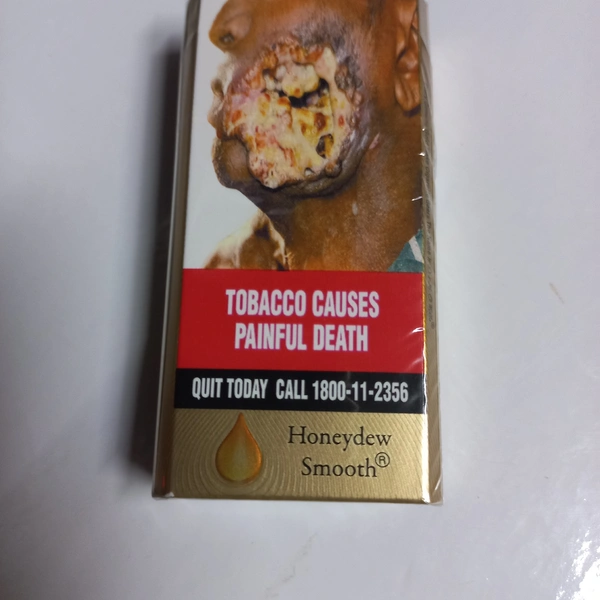 TOBACCO CAUSES
PAINFUL DEATH
QUIT TODAY CALL 1800-11-2356
Honeydew
Smooth®